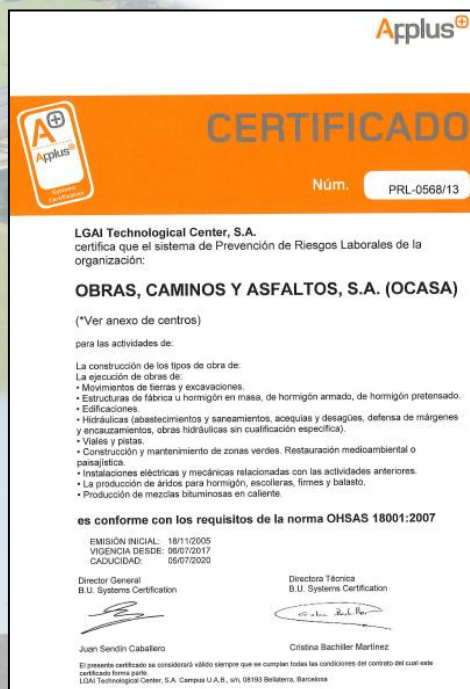 Applus⊕
A⊕
Applus⊕
Systems
Certification
CERTIFICADO
Núm. PRL-0568/13
LGAI Technological Center, S.A.
certifica que el sistema de Prevención de Riesgos Laborales de la
organización:
OBRAS, CAMINOS Y ASFALTOS, S.A. (OCASA)
(*Ver anexo de centros)
para las actividades de:
La construcción de los tipos de obra de:
La ejecución de obras de:
• Movimientos de tierras y excavaciones.
• Estructuras de fábrica u hormigón en masa, de hormigón armado, de hormigón pretensado.
• Edificaciones.
• Hidráulicas (abastecimientos y saneamientos, acequias y desagües, defensa de márgenes
y encauzamientos, obras hidráulicas sin cualificación específica).
• Viales y pistas.
• Construcción y mantenimiento de zonas verdes. Restauración medioambiental o
paisajística.
• Instalaciones eléctricas y mecánicas relacionadas con las actividades anteriores.
• La producción de áridos para hormigón, escolleras, firmes y balasto.
• Producción de mezclas bituminosas en caliente.
es conforme con los requisitos de la norma OHSAS 18001:2007
EMISIÓN INICIAL: 18/11/2005
VIGENCIA DESDE: 06/07/2017
CADUCIDAD: 05/07/2020
Director General
B.U. Systems Certification
Directora Técnica
B.U. Systems Certification
Juan Sendín Caballero
Cristina Bachiller Martínez
El presente certificado se considerará válido siempre que se cumplan todas las condiciones del contrato del cual este
certificado forma parte.
LGAI Technological Center, S.A. Campus U.A.B., s/n, 08193 Bellaterra, Barcelona